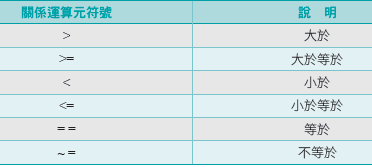 關係運算元符號 說 明
> 大於
>= 大於等於
< 小於
<= 小於等於
= = 等於
~ = 不等於